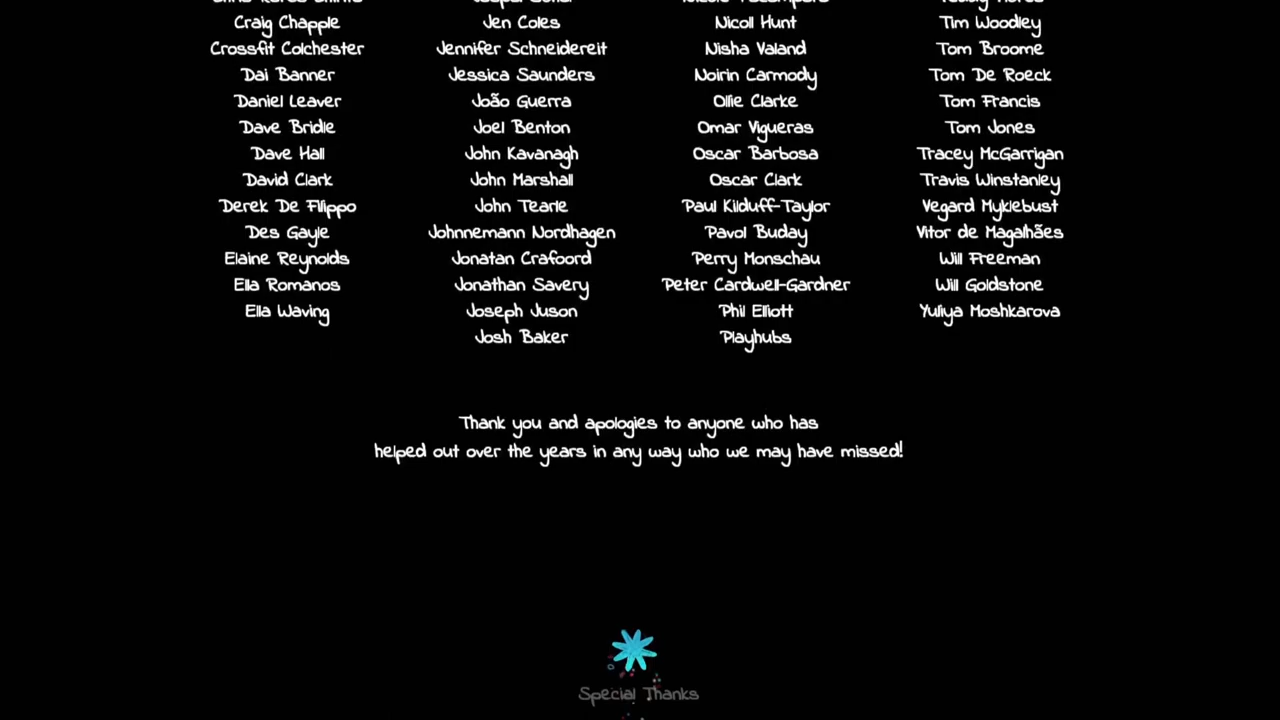 Craig Chapple
Crossfit Colchester
Dai Banner
Daniel Leaver
Dave Bridle
Dave Hall
David Clark
Derek De Filippo
Des Gayle
Elaine Reynolds
Ella Romanos
Ella Waving
Jen Coles
Jennifer Schneidereit
Jessica Saunders
João Guerra
Joel Benton
John Kavanagh
John Marshall
John Tearle
Johnnemann Nordhagen
Jonatan Crafoord
Jonathan Savery
Joseph Juson
Josh Baker
Nicoll Hunt
Nisha Valand
Noirin Carmody
Ollie Clarke
Omar Vigueras
Oscar Barbosa
Oscar Clark
Paul Kilduff-Taylor
Pavol Buday
Perry Monschau
Peter Cardwell-Gardner
Phil Elliott
Playhubs
Tim Woodley
Tom Broome
Tom De Roeck
Tom Francis
Tom Jones
Tracey McGarrigan
Travis Winstanley
Vegard Myklebust
Vitor de Magalhães
Will Freeman
Will Goldstone
Yuliya Moshkarova
Thank you and apologies to anyone who has
helped out over the years in any way who we may have missed!
Special Thanks